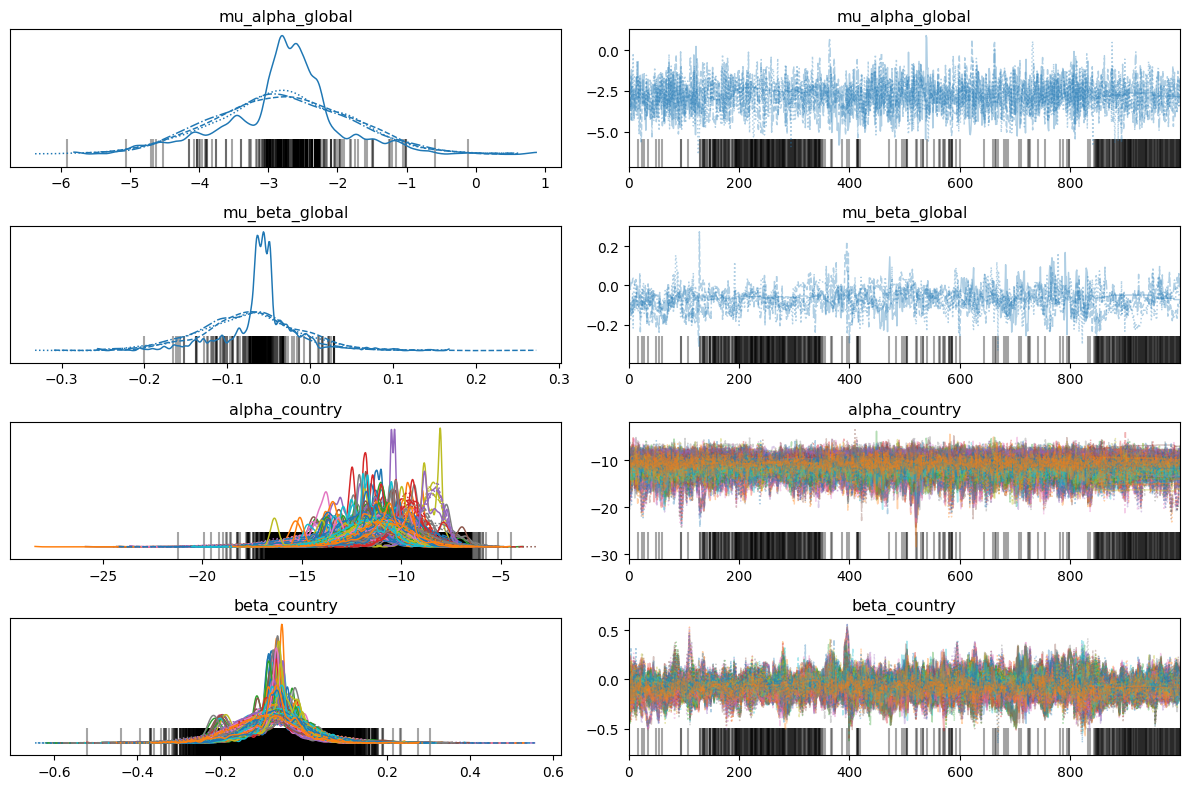 mu_alpha_global
mu_alpha_global
0.0
−2.5
−5.0
−6 −5 −4 −3 −2 −1 0 1
0 200 400 600 800
mu_beta_global
mu_beta_global
0.2
0.0
−0.2
−0.3 −0.2 −0.1 0.0 0.1 0.2 0.3
0 200 400 600 800
alpha_country
alpha_country
−10
−20
−30
−25 −20 −15 −10 −5
0 200 400 600 800
beta_country
beta_country
0.5
0.0
−0.5
−0.6 −0.4 −0.2 0.0 0.2 0.4 0.6
0 200 400 600 800